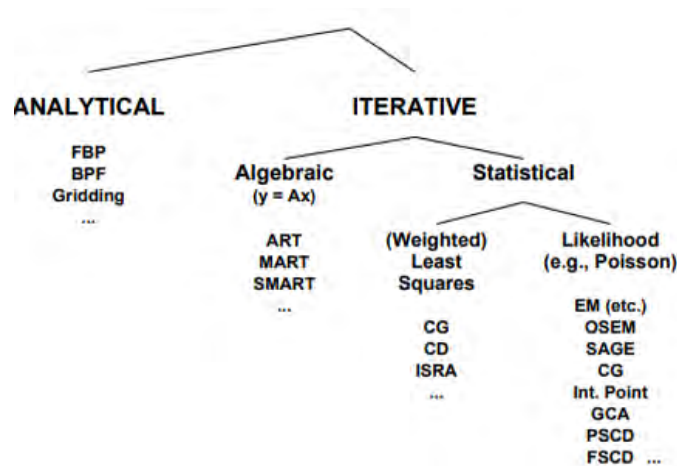 ANALYTICAL
FBP
BPF
Gridding
...
ITERATIVE
Algebraic
(y = Ax)
ART
MART
SMART
...
Statistical
(Weighted)
Least
Squares
CG
CD
ISRA
...
Likelihood
(e.g., Poisson)
EM (etc.)
OSEM
SAGE
CG
Int. Point
GCA
PSCD
FSCD ...